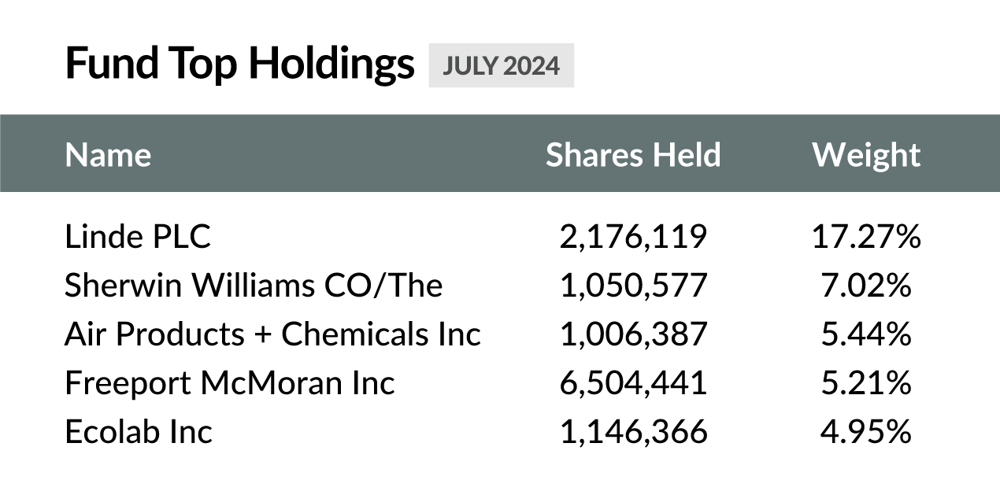 Fund Top Holdings JULY 2024
Name Shares Held Weight
Linde PLC 2,176,119 17.27%
Sherwin Williams CO/The 1,050,577 7.02%
Air Products + Chemicals Inc 1,006,387 5.44%
Freeport McMoran Inc 6,504,441 5.21%
Ecolab Inc 1,146,366 4.95%